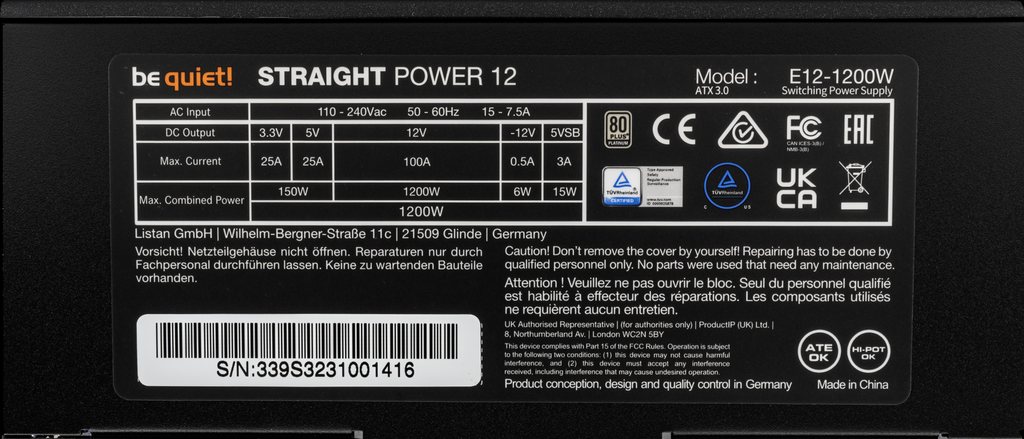 be quiet! STRAIGHT POWER 12
Model : E12-1200W
ATX 3.0 Switching Power Supply
AC Input 110 - 240Vac 50 - 60Hz 15 - 7.5A
DC Output 3.3V 5V 12V -12V 5VSB
Max. Current 25A 25A 100A 0.5A 3A
Max. Combined Power 150W 1200W 6W 15W
1200W
80
PLUS
PLATINUM
CE
FC
CAN ICES-3(B) /
NMB-3(B)
EAC
TÜVRheinland
CERTIFIED
Type Approved
Safety
Regular Production
Surveillance
www.tuv.com
TÜVRheinland
C US
UK
CA
Listan GmbH | Wilhelm-Bergner-Straße 11c | 21509 Glinde | Germany
Vorsicht! Netzteilgehäuse nicht öffnen. Reparaturen nur durch
Fachpersonal durchführen lassen. Keine zu wartenden Bauteile
vorhanden.
Caution! Don't remove the cover by yourself! Repairing has to be done by
qualified personnel only. No parts were used that need any maintenance.
Attention ! Veuillez ne pas ouvrir le bloc. Seul du personnel qualifié
est habilité à effecteur des réparations. Les composants utilisés
ne requièrent aucun entretien.
UK Authorised Representative | (for authorities only) | ProductIP (UK) Ltd. |
8, Northumberland Av. | London WC2N 5BY
This device complies with Part 15 of the FCC Rules. Operation is subject
to the following two conditions: (1) this device may not cause harmful
interference, and (2) this device must accept any interference
received, including interference that may cause undesired operation.
Product conception, design and quality control in Germany
ATE
OK
HI-POT
OK
Made in China
S/N:339S3231001416